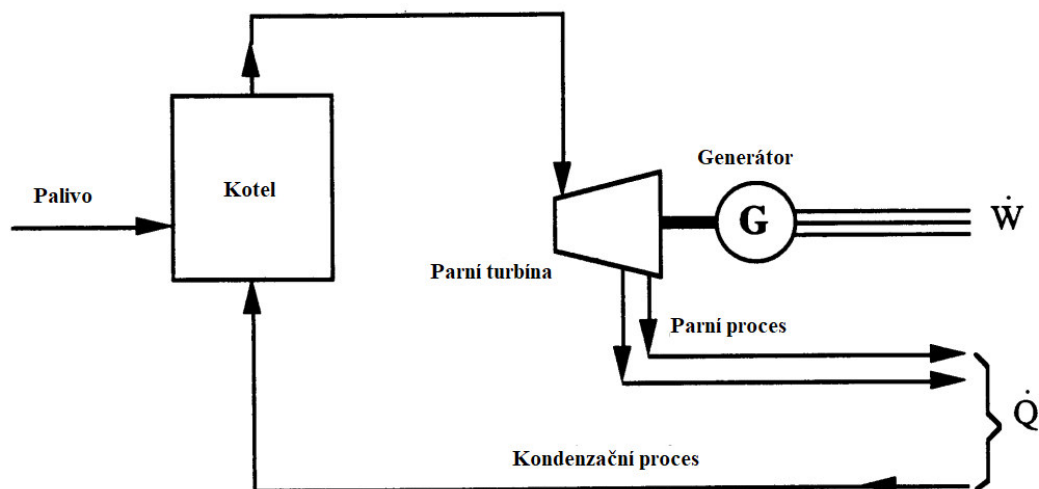 Generátor
Palivo
Kotel
G
Ẇ
Parní turbína
Parní proces
Q̇
Kondenzační proces